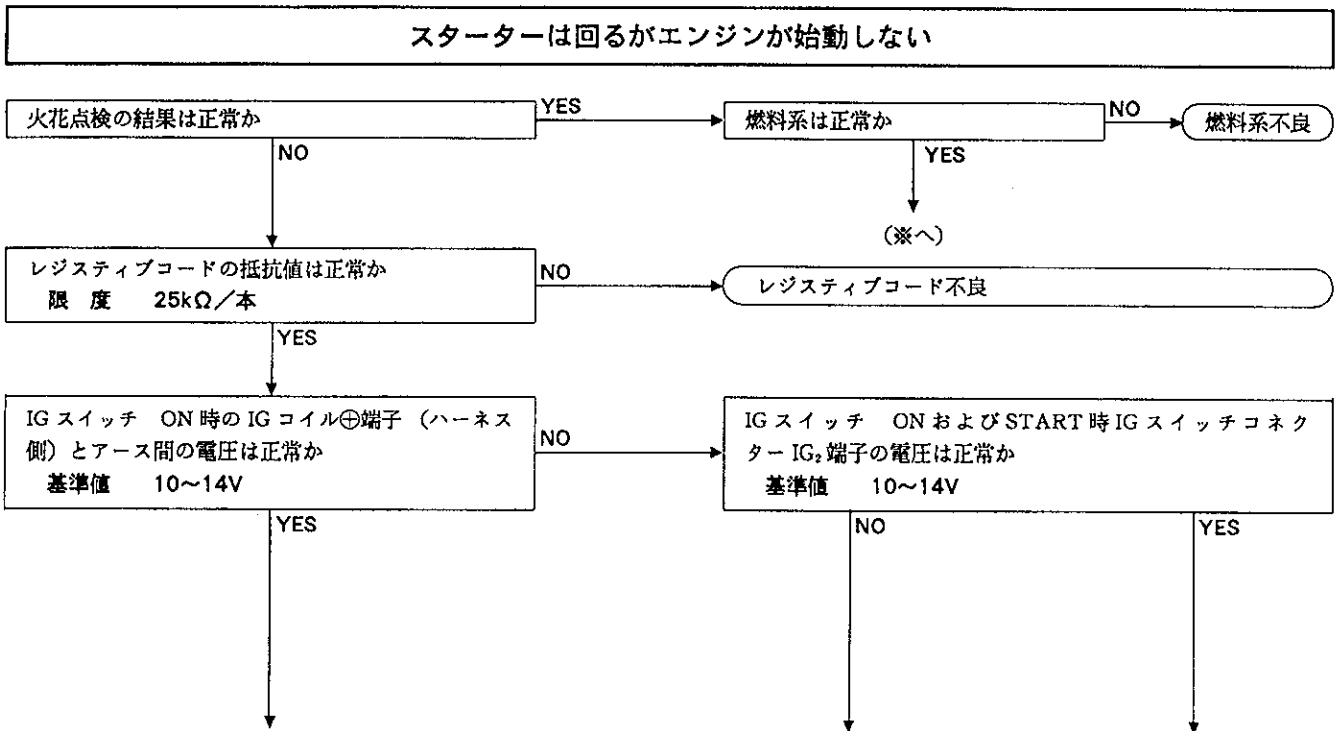 スターターは回るがエンジンが始動しない
火花点検の結果は正常か
YES
燃料系は正常か
NO
燃料系不良
NO
YES
(※へ)
レジスティブコードの抵抗値は正常か
限 度 25kΩ/本
NO
レジスティブコード不良
YES
IG スイッチ ON 時の IG コイル⊕端子 (ハーネス
側) とアース間の電圧は正常か
基準値 10〜14V
NO
IG スイッチ ON および START 時 IG スイッチコネク
ター IG₂ 端子の電圧は正常か
基準値 10〜14V
YES
NO
YES